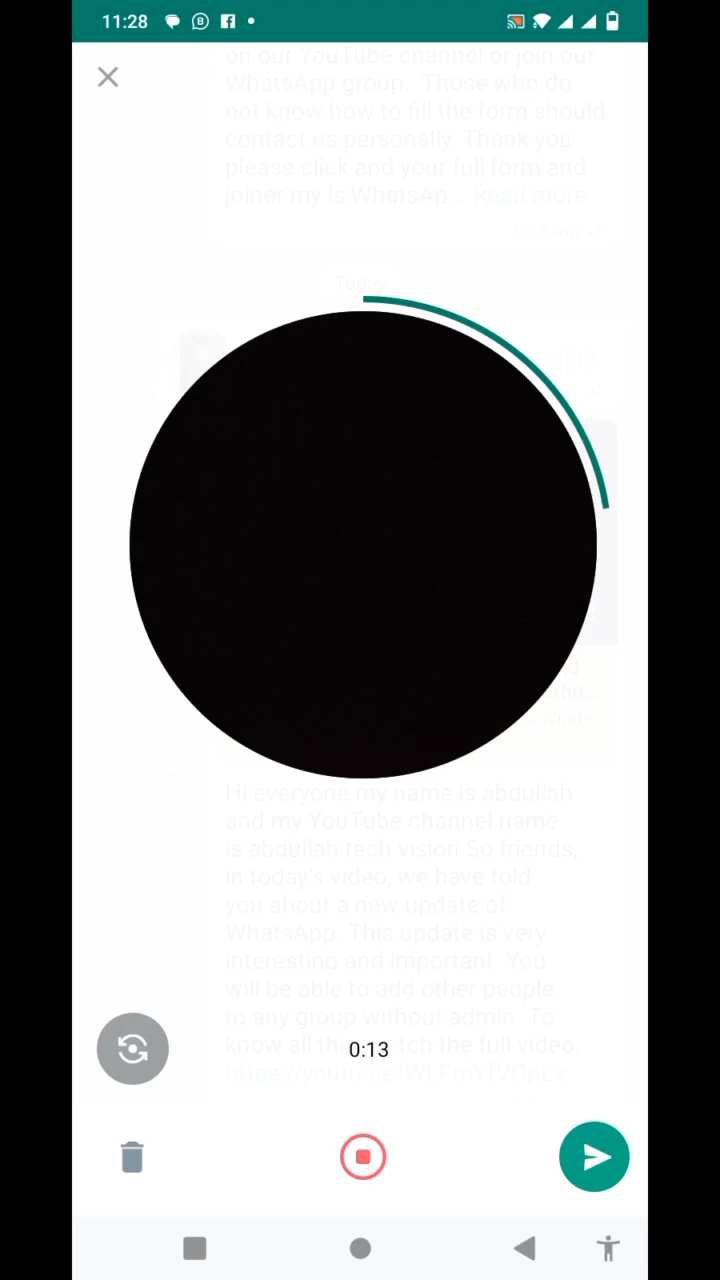 11:28
on our YouTube channel or join our
WhatsApp group. Those who do
not know how to fill the form should
contact us personally. Thank you
please click and your full form and
joiner my is WhatsAp... Read more
Today
Hi everyone my name is abdullah
and my YouTube channel name
is abdullah tech vision So friends,
in today's video, we have told
you about a new update of
WhatsApp. This update is very
interesting and important. You
will be able to add other people
to any group without admin. To
know all this watch the full video.
0:13